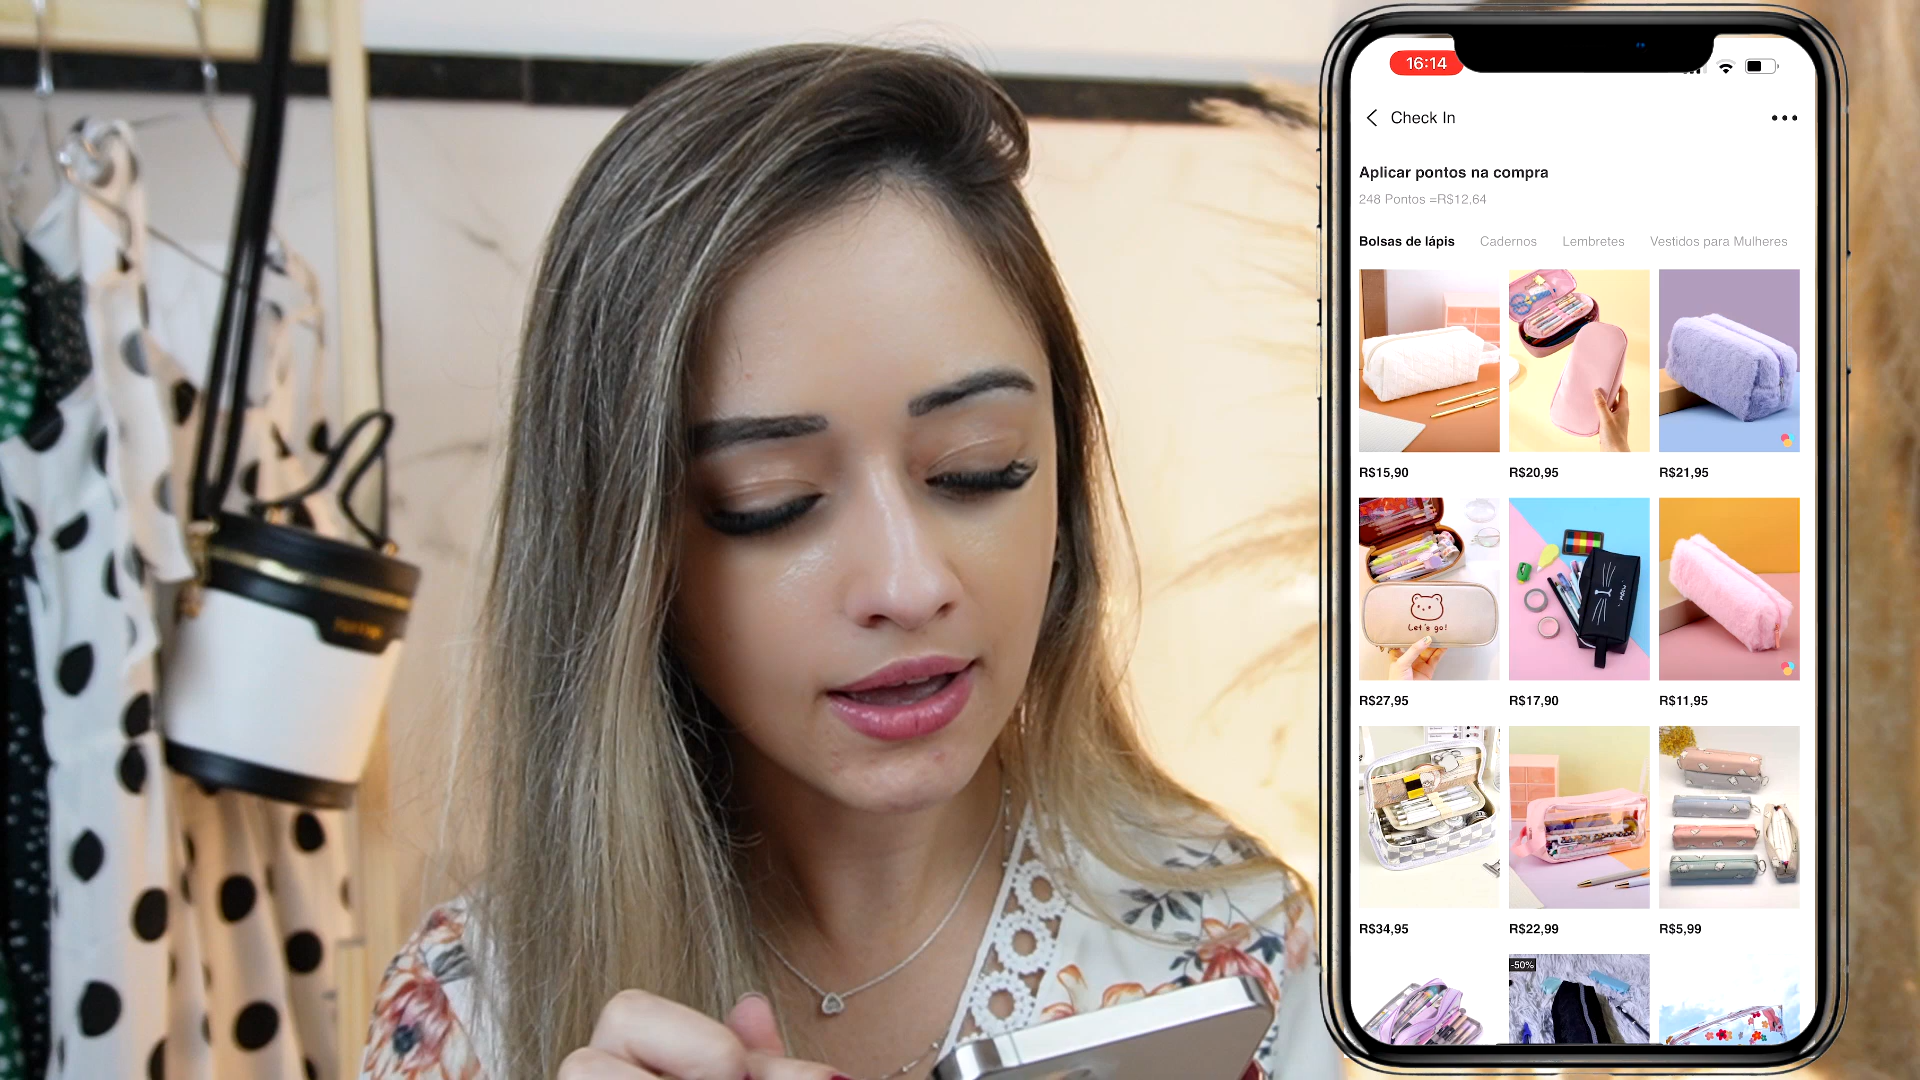 16:14
Check In
Aplicar pontos na compra
248 Pontos =R$12,64
Bolsas de lápis Cadernos Lembretes Vestidos para Mulheres
R$15,90 R$20,95 R$21,95
Let's go!
R$27,95 R$17,90 R$11,95
R$34,95 R$22,99 R$5,99
-50%